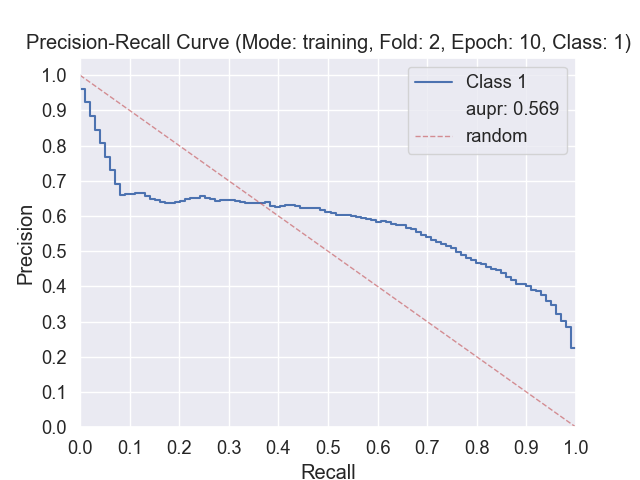 Precision-Recall Curve (Mode: training, Fold: 2, Epoch: 10, Class: 1)
Class 1
aupr: 0.569
random
Precision
1.0
0.9
0.8
0.7
0.6
0.5
0.4
0.3
0.2
0.1
0.0
0.0 0.1 0.2 0.3 0.4 0.5 0.6 0.7 0.8 0.9 1.0
Recall